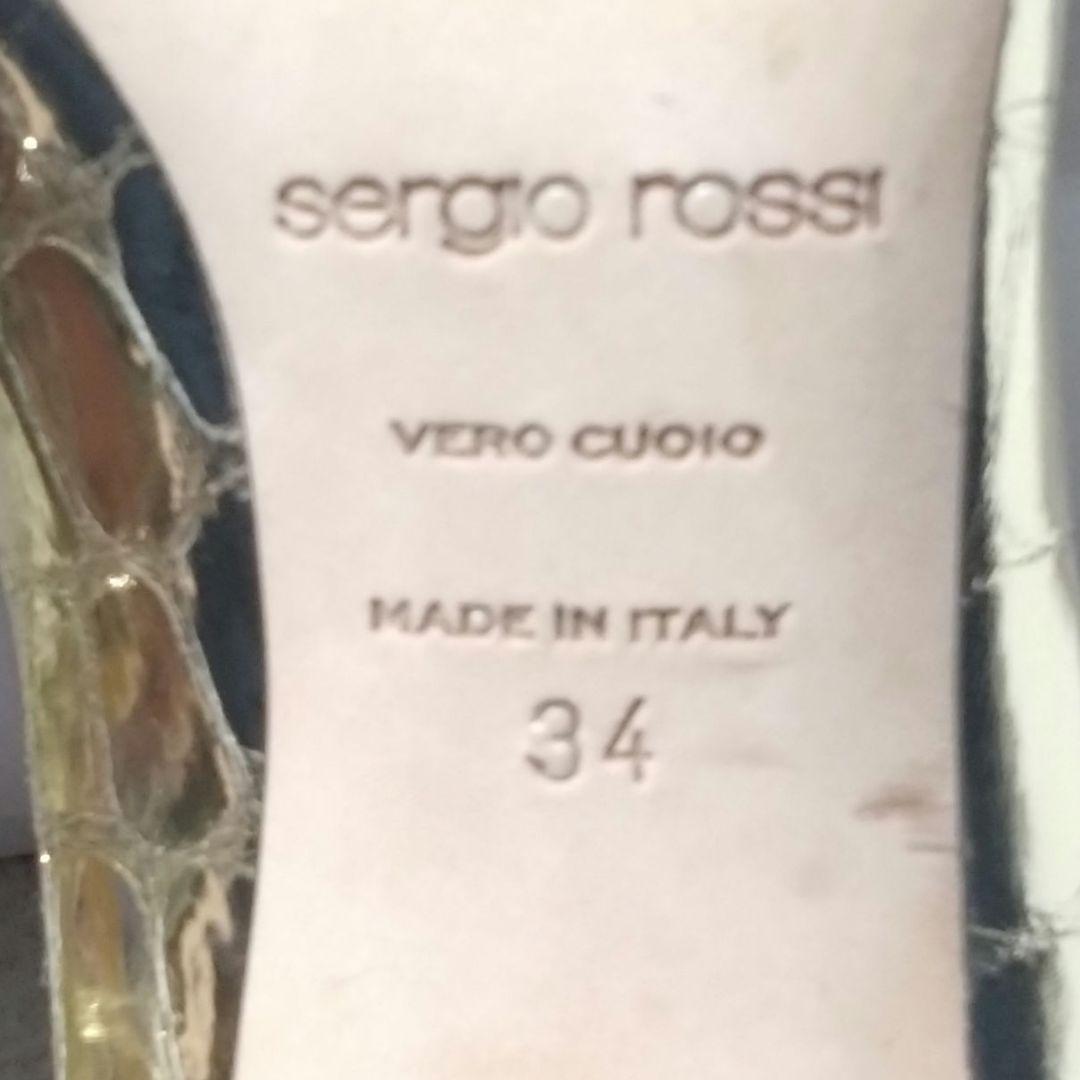 sergio rossi
VERO CUOIO
MADE IN ITALY
34